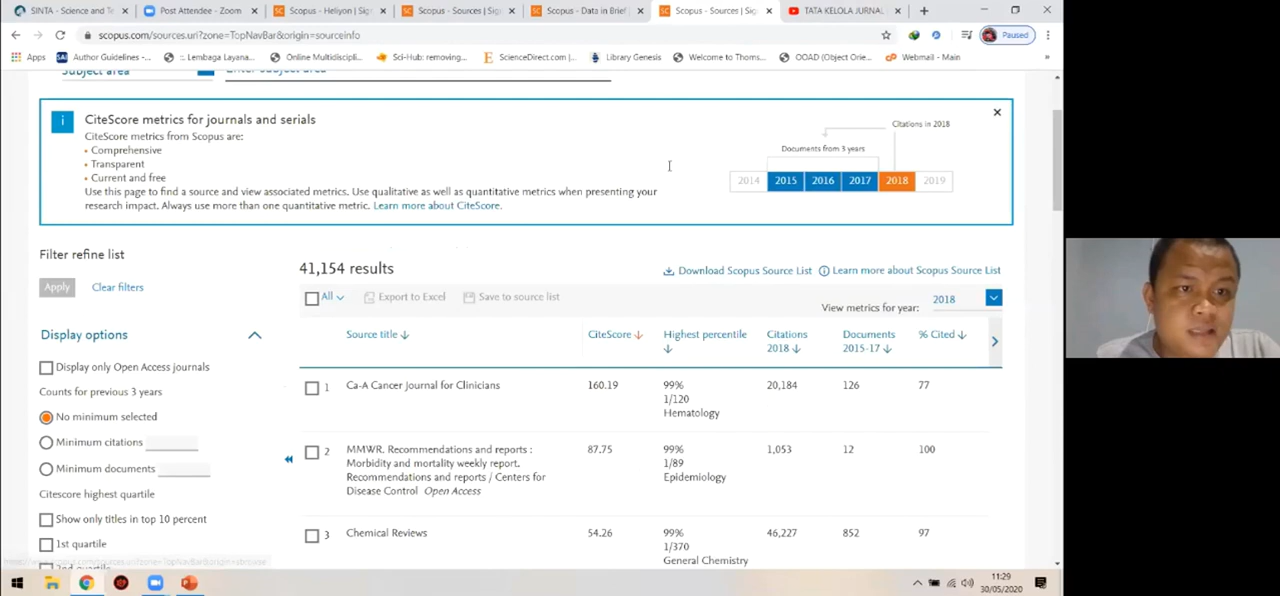 SINTA - Science and Te
Post Attendee - Zoom
Scopus - Heliyon | Sig
Scopus - Sources | Sig
Scopus - Data in Brief
Scopus - Sources | Sig
TATA KELOLA JURNAL
scopus.com/sources.uri?zone=TopNavBar&origin=sourceinfo
Paused
Apps
Author Guidelines -...
.:: Lembaga Layana...
Online Multidiscipli...
Sci-Hub: removing...
ScienceDirect.com |...
Library Genesis
Welcome to Thoms...
OOAD (Object Orie...
Webmail - Main
Subject area
Enter subject area
CiteScore metrics for journals and serials
CiteScore metrics from Scopus are:
• Comprehensive
• Transparent
• Current and free
Use this page to find a source and view associated metrics. Use qualitative as well as quantitative metrics when presenting your
research impact. Always use more than one quantitative metric. Learn more about CiteScore.
Citations in 2018
Documents from 3 years
2014 2015 2016 2017 2018 2019
Filter refine list
Apply Clear filters
Display options
Display only Open Access journals
Counts for previous 3 years
No minimum selected
Minimum citations
Minimum documents
Citescore highest quartile
Show only titles in top 10 percent
1st quartile
2nd quartile
41,154 results
Download Scopus Source List Learn more about Scopus Source List
All Export to Excel Save to source list
View metrics for year: 2018
Source title CiteScore Highest percentile Citations 2018 Documents 2015-17 % Cited
1 Ca-A Cancer Journal for Clinicians 160.19 99% 20,184 126 77
1/120
Hematology
2 MMWR. Recommendations and reports : 87.75 99% 1,053 12 100
Morbidity and mortality weekly report. 1/89
Recommendations and reports / Centers for Epidemiology
Disease Control Open Access
3 Chemical Reviews 54.26 99% 46,227 852 97
1/370
General Chemistry
11:29
30/05/2020